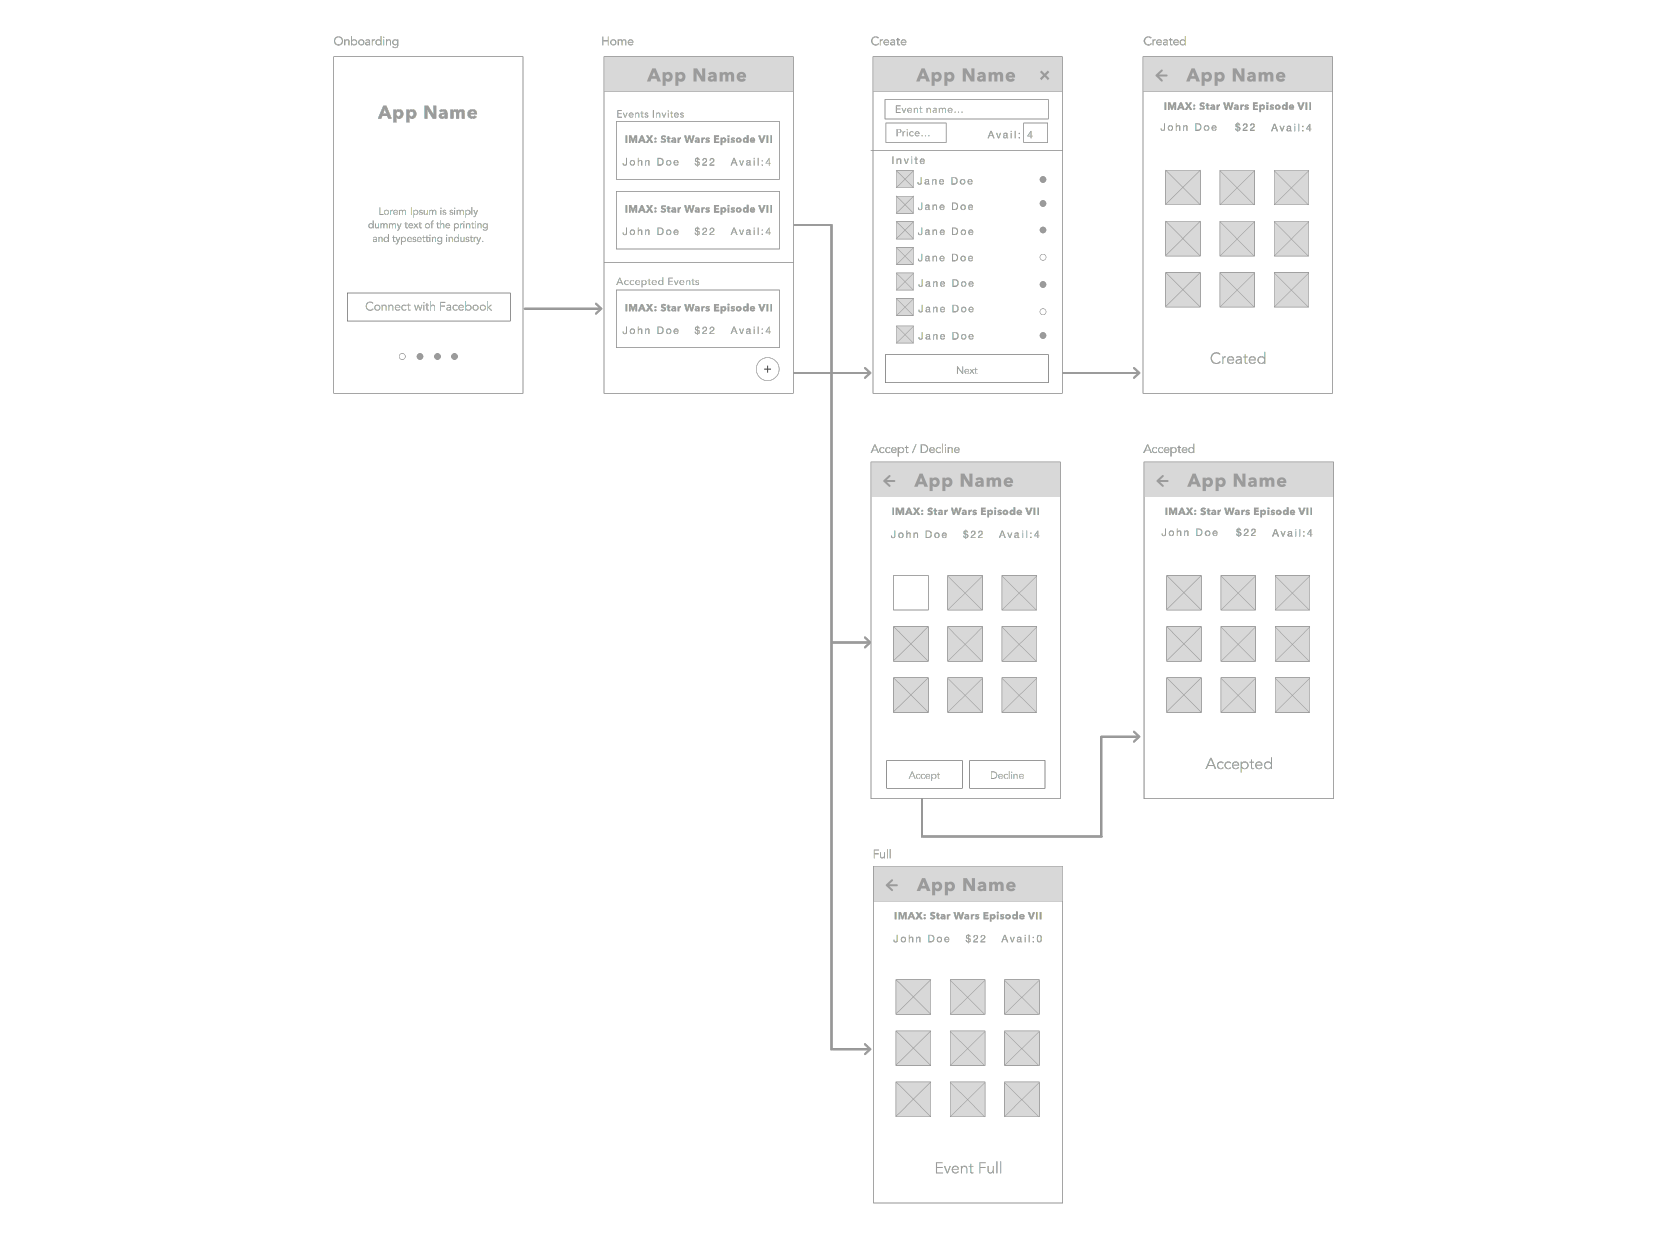 Onboarding
App Name
Lorem Ipsum is simply
dummy text of the printing
and typesetting industry.
Connect with Facebook
Home
App Name
Events Invites
IMAX: Star Wars Episode VII
John Doe $22 Avail:4
IMAX: Star Wars Episode VII
John Doe $22 Avail:4
Accepted Events
IMAX: Star Wars Episode VII
John Doe $22 Avail:4
+
Create
App Name ×
Event name...
Price... Avail: 4
Invite
Jane Doe
Jane Doe
Jane Doe
Jane Doe
Jane Doe
Jane Doe
Jane Doe
Next
Created
App Name
IMAX: Star Wars Episode VII
John Doe $22 Avail:4
Created
Accept / Decline
App Name
IMAX: Star Wars Episode VII
John Doe $22 Avail:4
Accept Decline
Accepted
App Name
IMAX: Star Wars Episode VII
John Doe $22 Avail:4
Accepted
Full
App Name
IMAX: Star Wars Episode VII
John Doe $22 Avail:0
Event Full